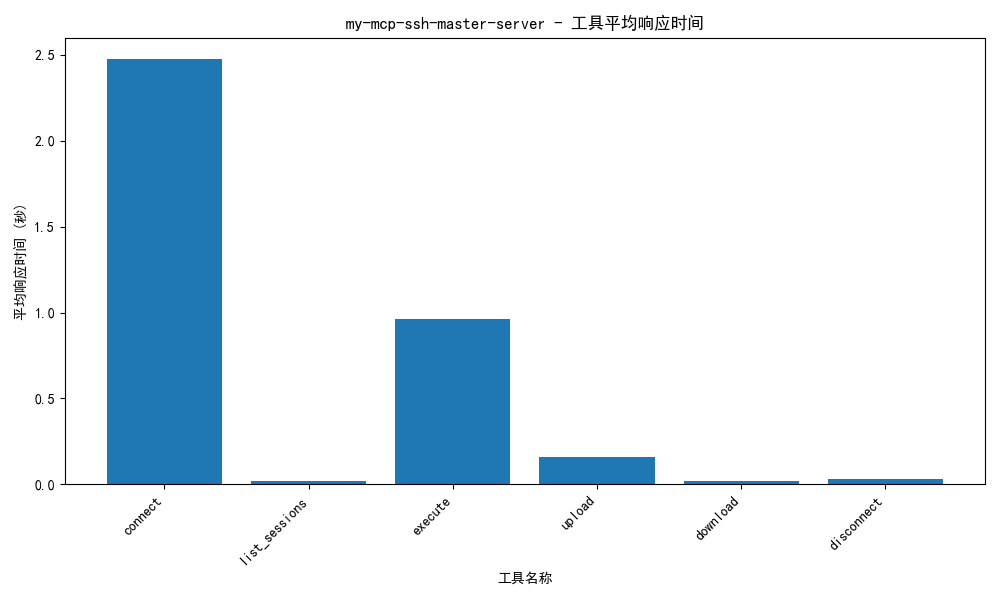 my-mcp-ssh-master-server - 工具平均响应时间
平均响应时间 (秒)
2.5
2.0
1.5
1.0
0.5
0.0
connect
list_sessions
execute
upload
download
disconnect
工具名称